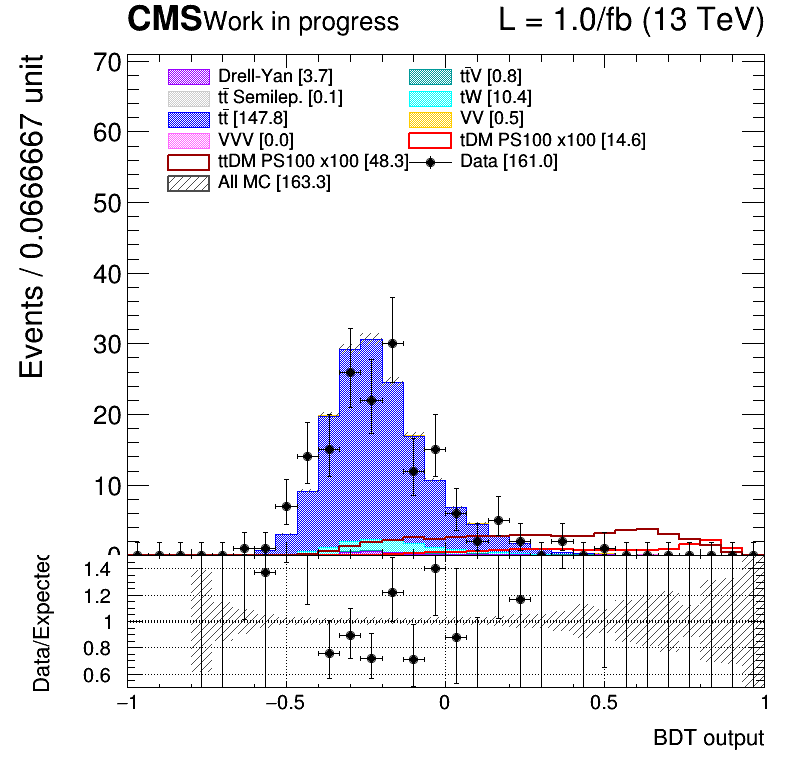 CMS Work in progress L = 1.0/fb (13 TeV)
Events / 0.0666667 unit
70
60
50
40
30
20
10
0
Drell-Yan [3.7]
tt̄V [0.8]
tt̄ Semilep. [0.1]
tW [10.4]
tt̄ [147.8]
VV [0.5]
VVV [0.0]
tDM PS100 x100 [14.6]
ttDM PS100 x100 [48.3]
Data [161.0]
All MC [163.3]
Data/Expected
1.4
1.2
1
0.8
0.6
−1 −0.5 0 0.5 1
BDT output